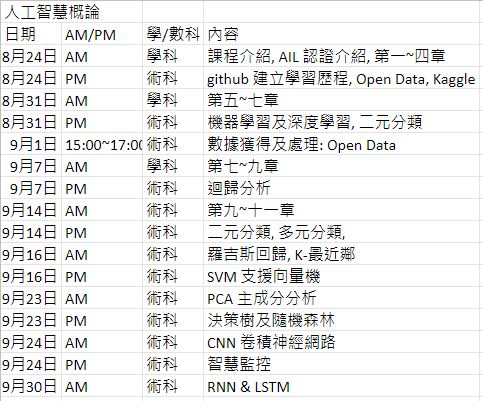 人工智慧概論
日期 AM/PM 學/數科 內容
8月24日 AM 學科 課程介紹, AIL 認證介紹, 第一~四章
8月24日 PM 術科 github 建立學習歷程, Open Data, Kaggle
8月31日 AM 學科 第五~七章
8月31日 PM 術科 機器學習及深度學習, 二元分類
9月1日 15:00~17:00 術科 數據獲得及處理: Open Data
9月7日 AM 學科 第七~九章
9月7日 PM 術科 迴歸分析
9月14日 AM 術科 第九~十一章
9月14日 PM 術科 二元分類, 多元分類,
9月16日 AM 術科 羅吉斯回歸, K-最近鄰
9月16日 PM 術科 SVM 支援向量機
9月23日 AM 術科 PCA 主成分分析
9月23日 PM 術科 決策樹及隨機森林
9月24日 AM 術科 CNN 卷積神經網路
9月24日 PM 術科 智慧監控
9月30日 AM 術科 RNN & LSTM